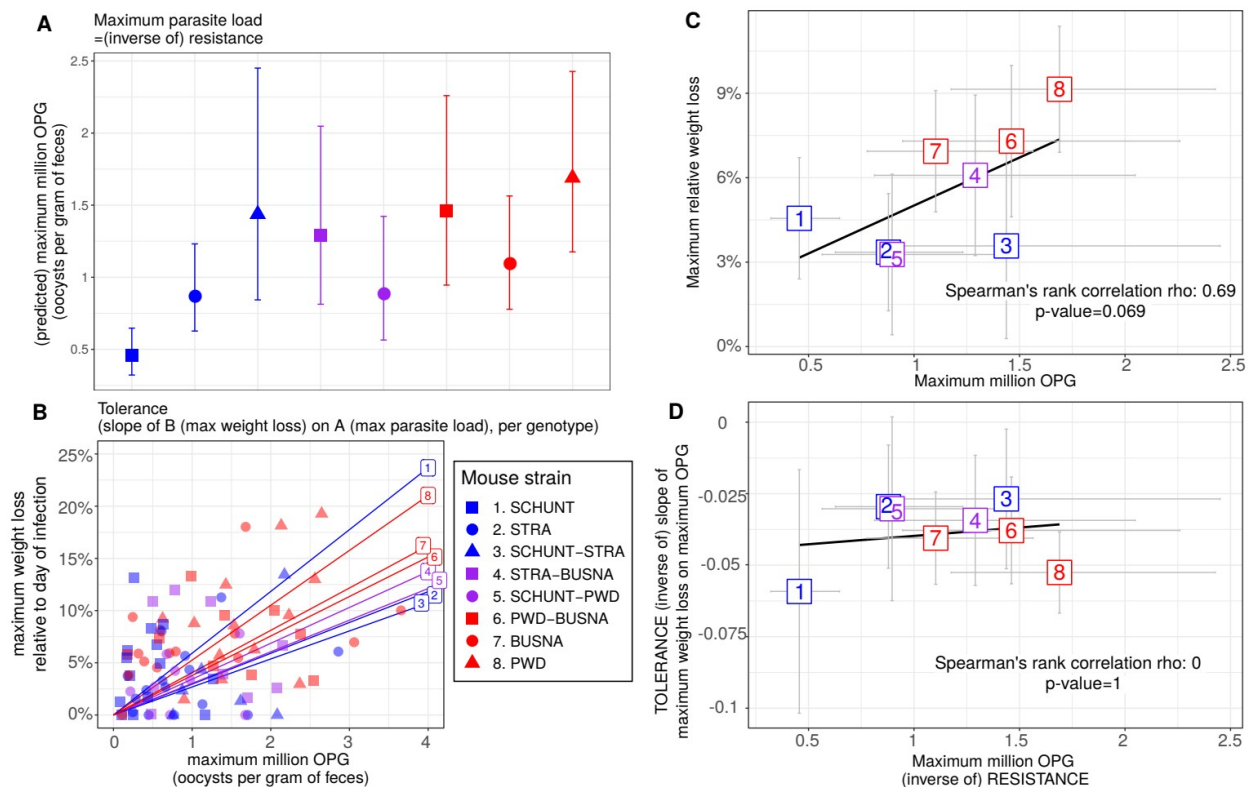 A
Maximum parasite load
=(inverse of) resistance
(predicted) maximum million OPG
(oocysts per gram of feces)
2.5
2
1.5
1
0.5
B
Tolerance
(slope of B (max weight loss) on A (max parasite load), per genotype)
maximum weight loss
relative to day of infection
25%
20%
15%
10%
5%
0%
1
8
7
6
4
5
2
3
0 1 2 3 4
maximum million OPG
(oocysts per gram of feces)
Mouse strain
1. SCHUNT
2. STRA
3. SCHUNT-STRA
4. STRA-BUSNA
5. SCHUNT-PWD
6. PWD-BUSNA
7. BUSNA
8. PWD
C
Maximum relative weight loss
9%
6%
3%
0%
8
6
7
4
1
3
2
5
Spearman's rank correlation rho: 0.69
p-value=0.069
0.5 1 1.5 2 2.5
Maximum million OPG
D
TOLERANCE (inverse of) slope of
maximum weight loss on maximum OPG
0
-0.025
-0.05
-0.075
-0.1
2
5
3
4
6
7
8
1
Spearman's rank correlation rho: 0
p-value=1
0.5 1 1.5 2 2.5
Maximum million OPG
(inverse of) RESISTANCE